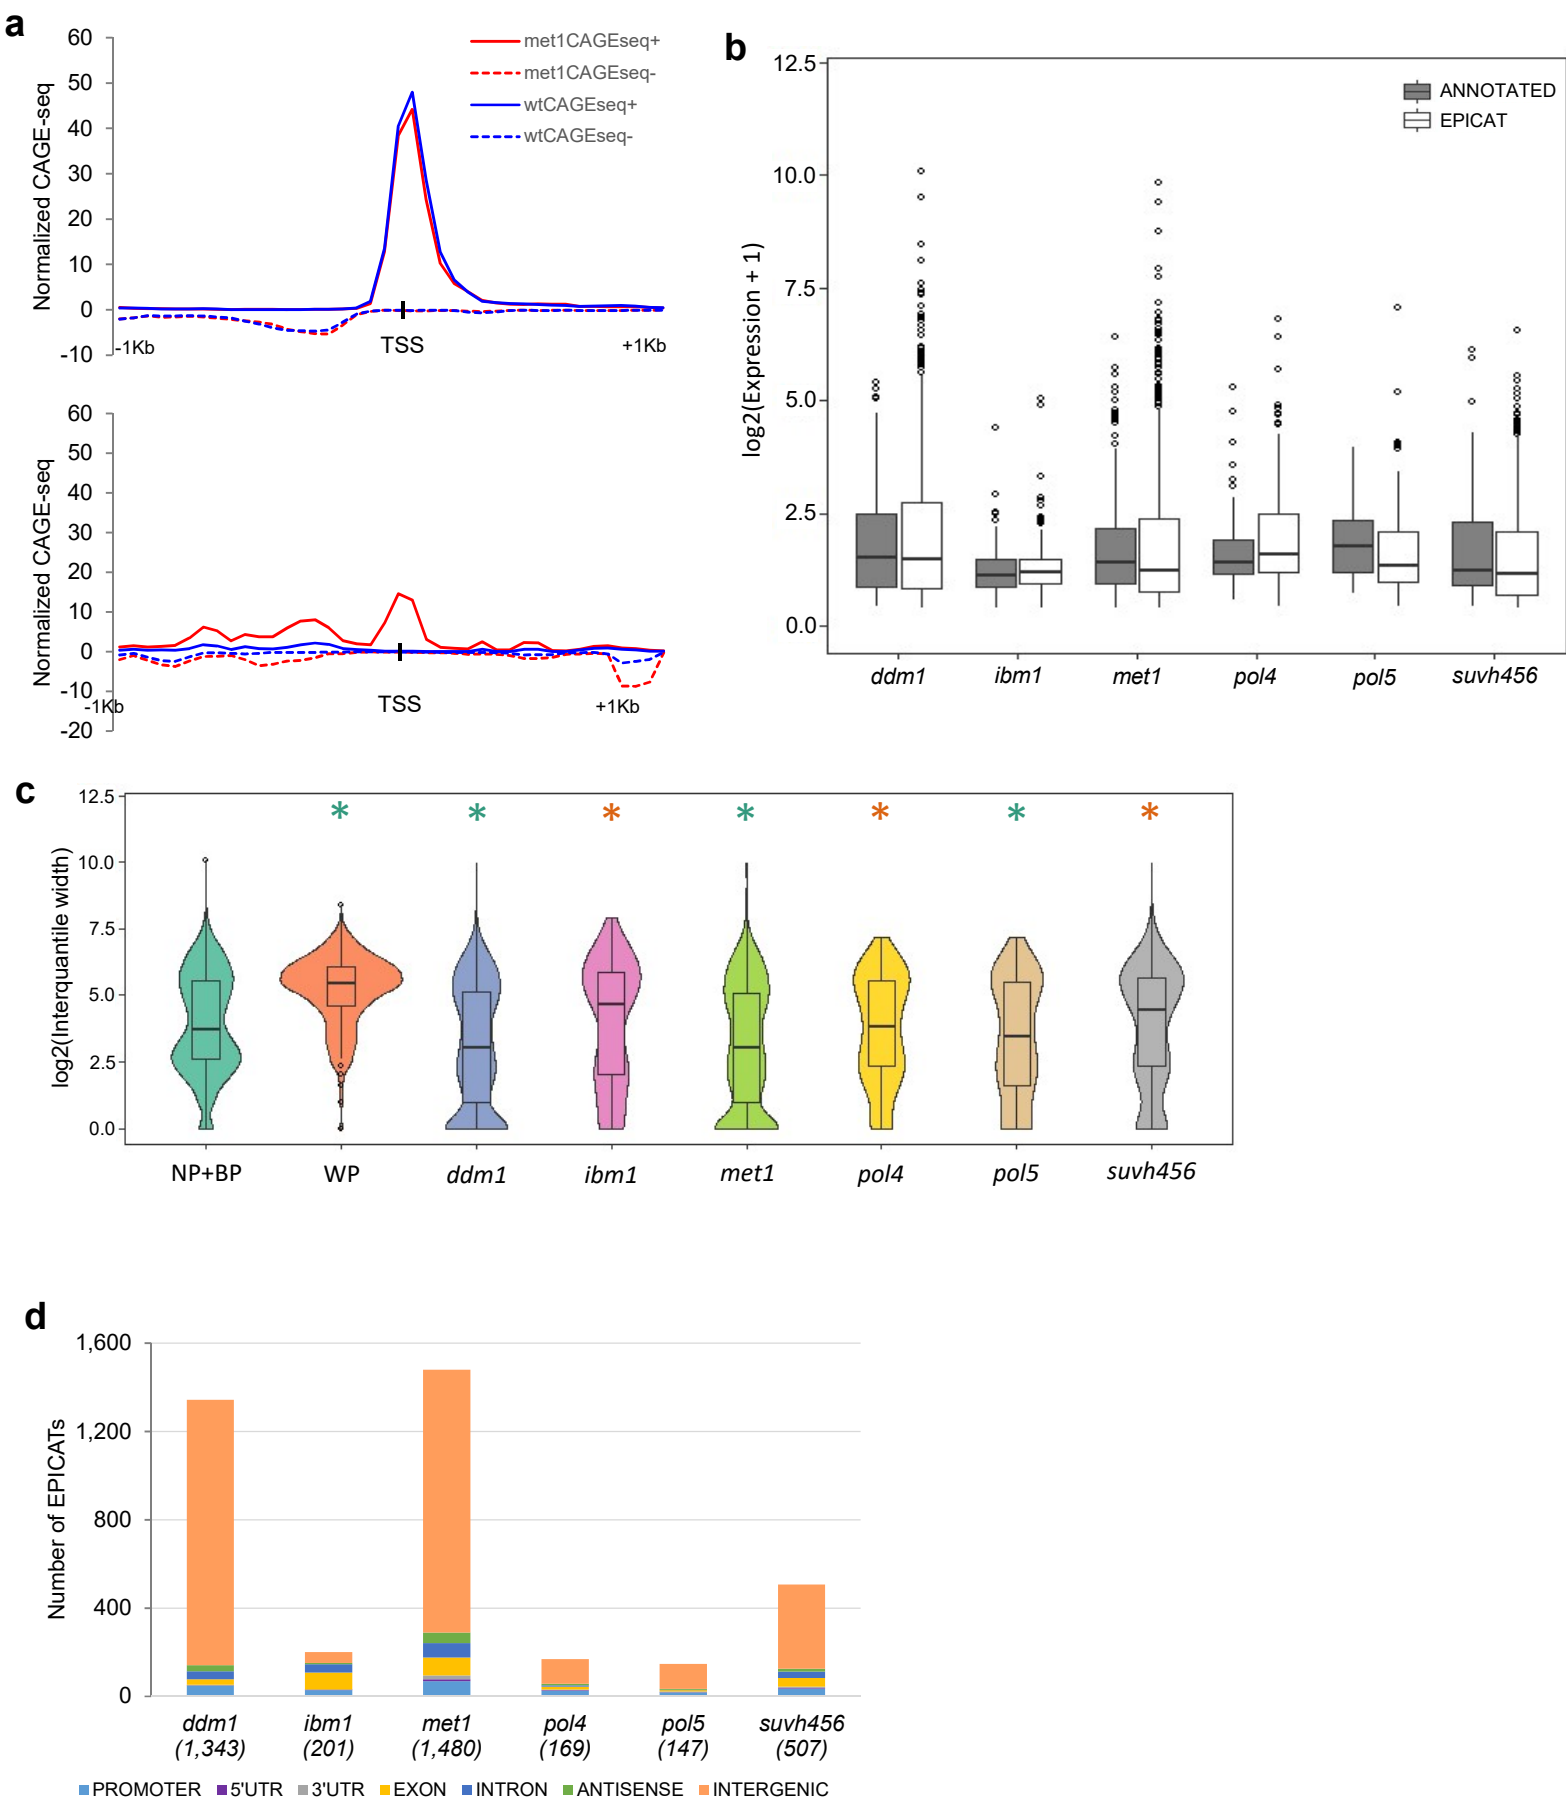 a
60
50
40
30
20
10
0
-10
Normalized CAGE-seq
met1CAGEseq+
met1CAGEseq-
wtCAGEseq+
wtCAGEseq-
-1Kb
TSS
+1Kb
60
50
40
30
20
10
0
-10
-20
Normalized CAGE-seq
-1Kb
TSS
+1Kb
b
12.5
10.0
7.5
5.0
2.5
0.0
log2(Expression + 1)
ANNOTATED
EPICAT
ddm1 ibm1 met1 pol4 pol5 suvh456
c
12.5
10.0
7.5
5.0
2.5
0.0
log2(Interquantile width)
* * * * * * *
NP+BP WP ddm1 ibm1 met1 pol4 pol5 suvh456
d
1,600
1,200
800
400
0
Number of EPICATs
ddm1 ibm1 met1 pol4 pol5 suvh456
(1,343) (201) (1,480) (169) (147) (507)
PROMOTER 5'UTR 3'UTR EXON INTRON ANTISENSE INTERGENIC